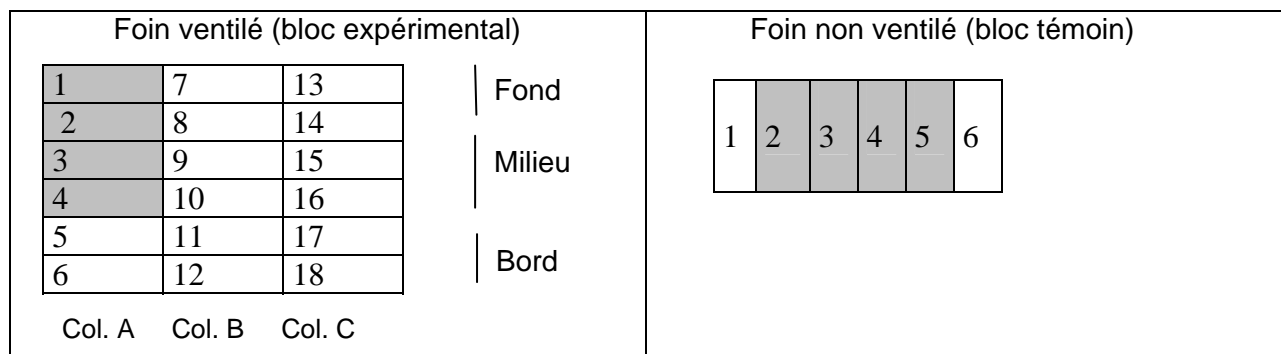 Foin ventilé (bloc expérimental)
1 7 13
2 8 14
3 9 15
4 10 16
5 11 17
6 12 18
Fond
Milieu
Bord
Col. A Col. B Col. C
Foin non ventilé (bloc témoin)
1 2 3 4 5 6